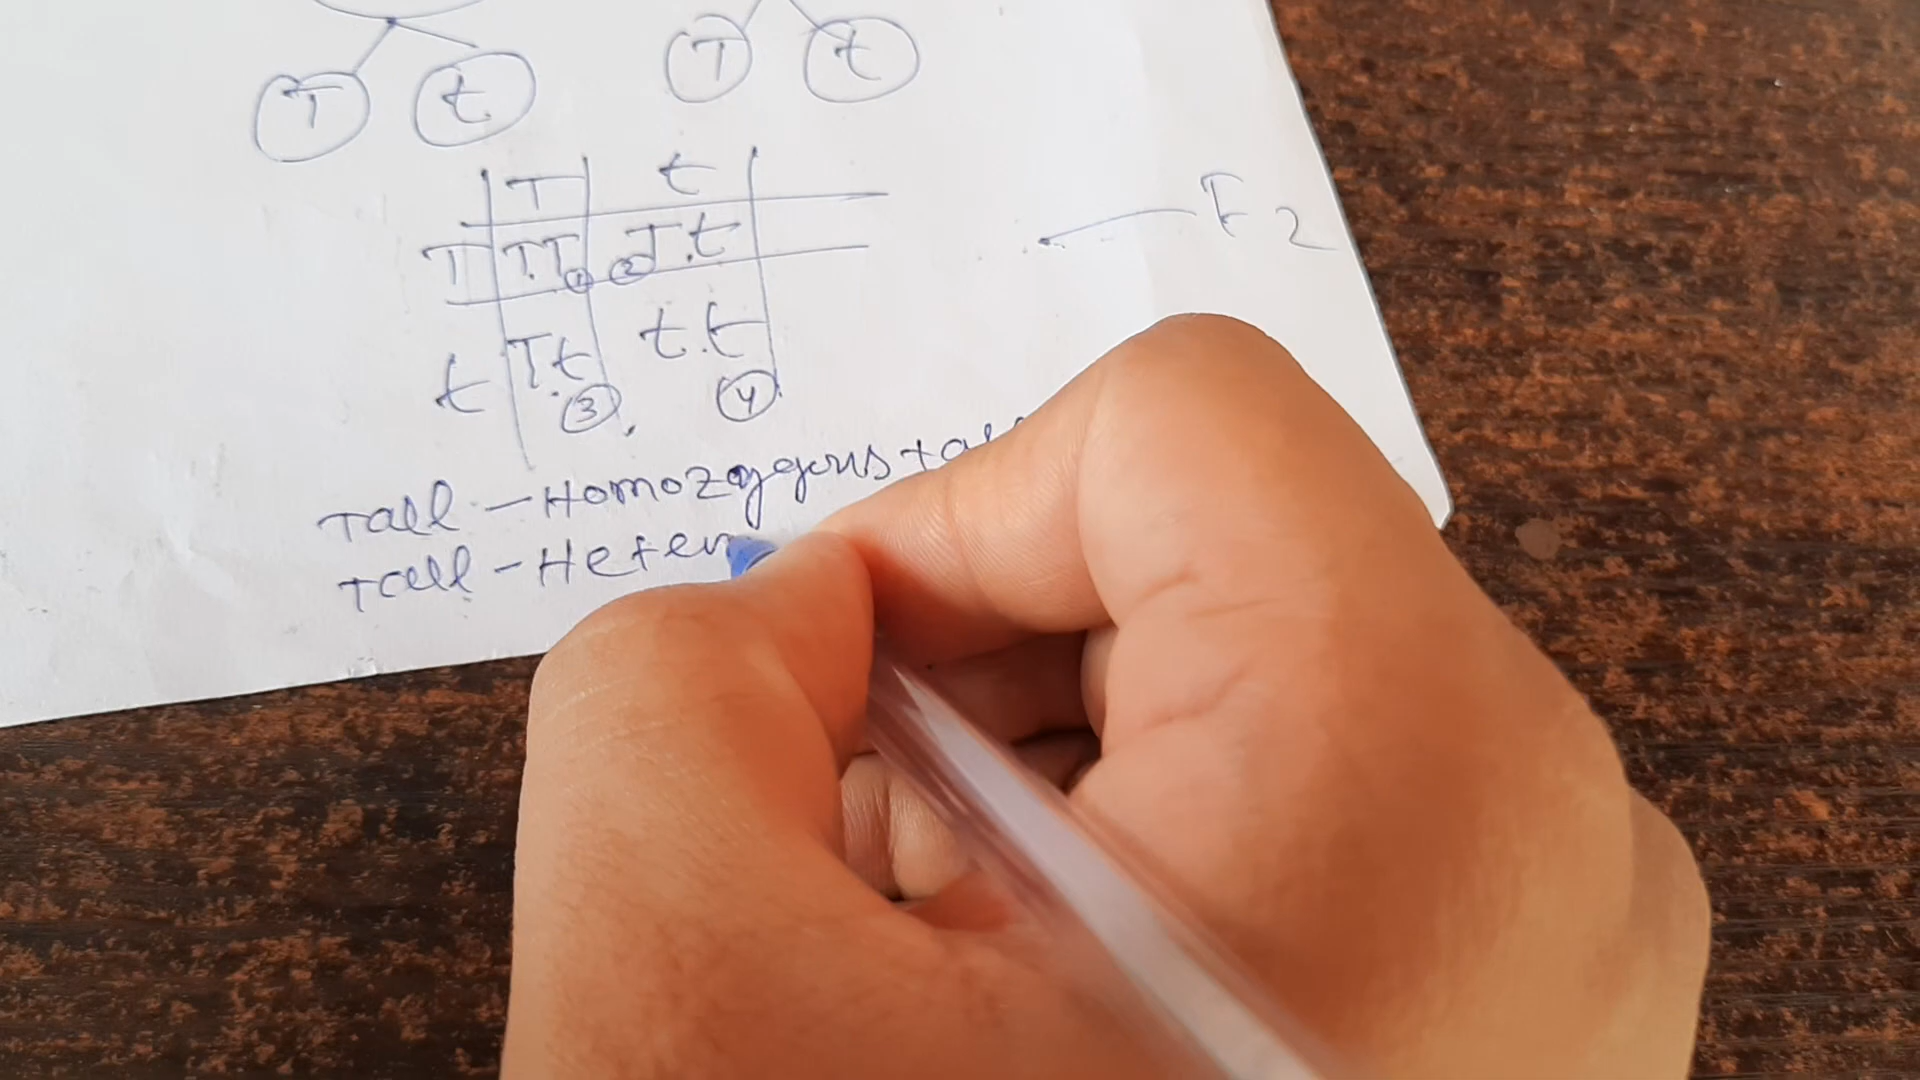 T t T t
T t
T TT 1 2 Tt F2
t Tt tt
3 4
Tall - Homozygous
Tall - Heter